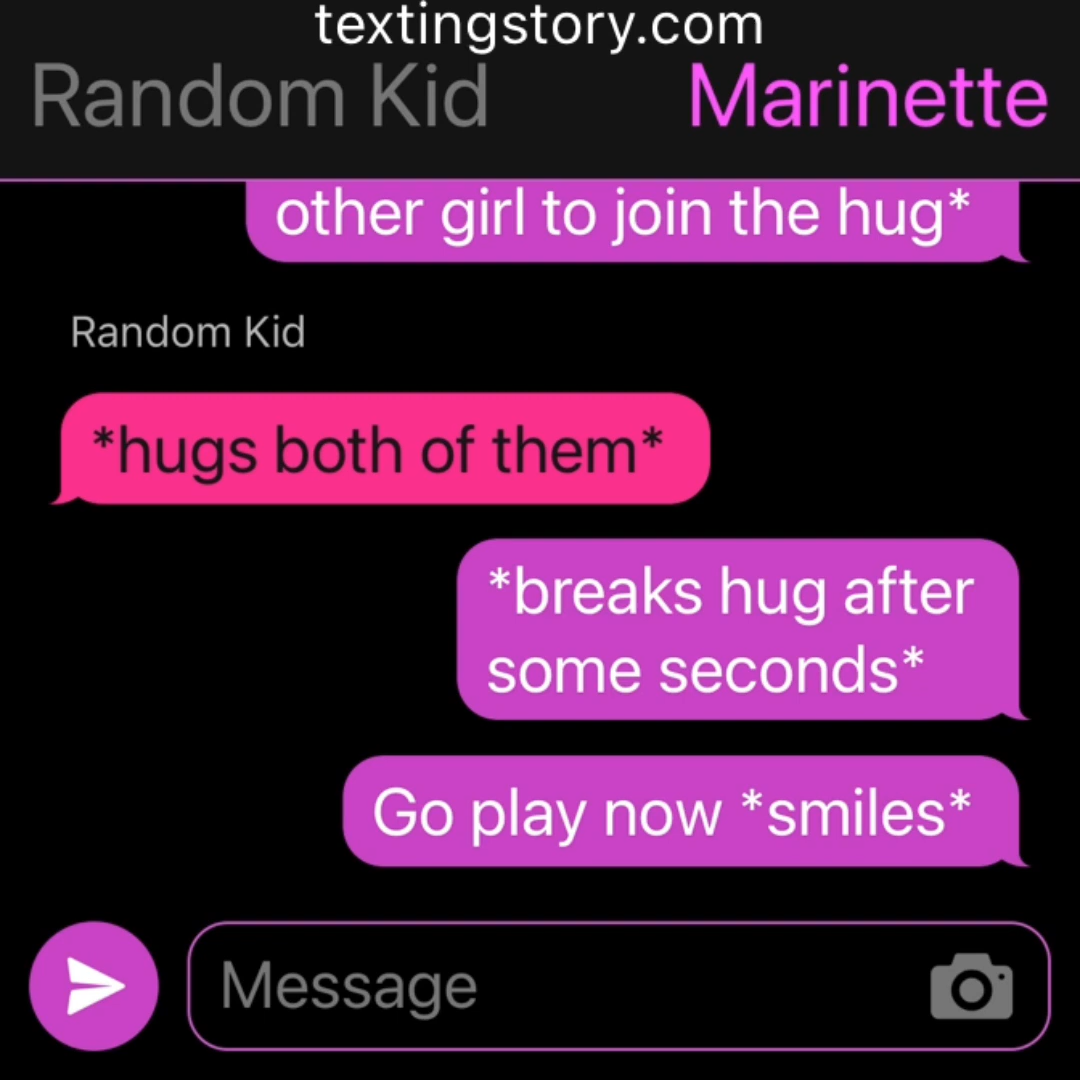 textingstory.com
Random Kid
Marinette
other girl to join the hug*
Random Kid
*hugs both of them*
*breaks hug after
some seconds*
Go play now *smiles*
Message